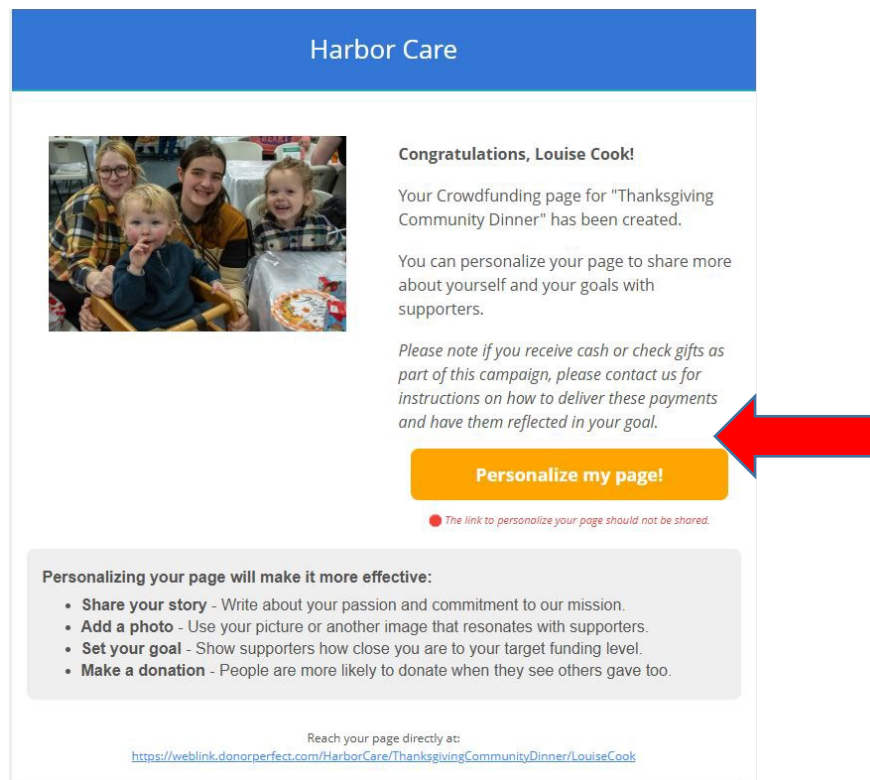 Harbor Care
Congratulations, Louise Cook!
Your Crowdfunding page for "Thanksgiving
Community Dinner" has been created.
You can personalize your page to share more
about yourself and your goals with
supporters.
Please note if you receive cash or check gifts as
part of this campaign, please contact us for
instructions on how to deliver these payments
and have them reflected in your goal.
Personalize my page!
The link to personalize your page should not be shared.
Personalizing your page will make it more effective:
• Share your story - Write about your passion and commitment to our mission.
• Add a photo - Use your picture or another image that resonates with supporters.
• Set your goal - Show supporters how close you are to your target funding level.
• Make a donation - People are more likely to donate when they see others gave too.
Reach your page directly at:
https://weblink.donorperfect.com/HarborCare/ThanksgivingCommunityDinner/LouiseCook